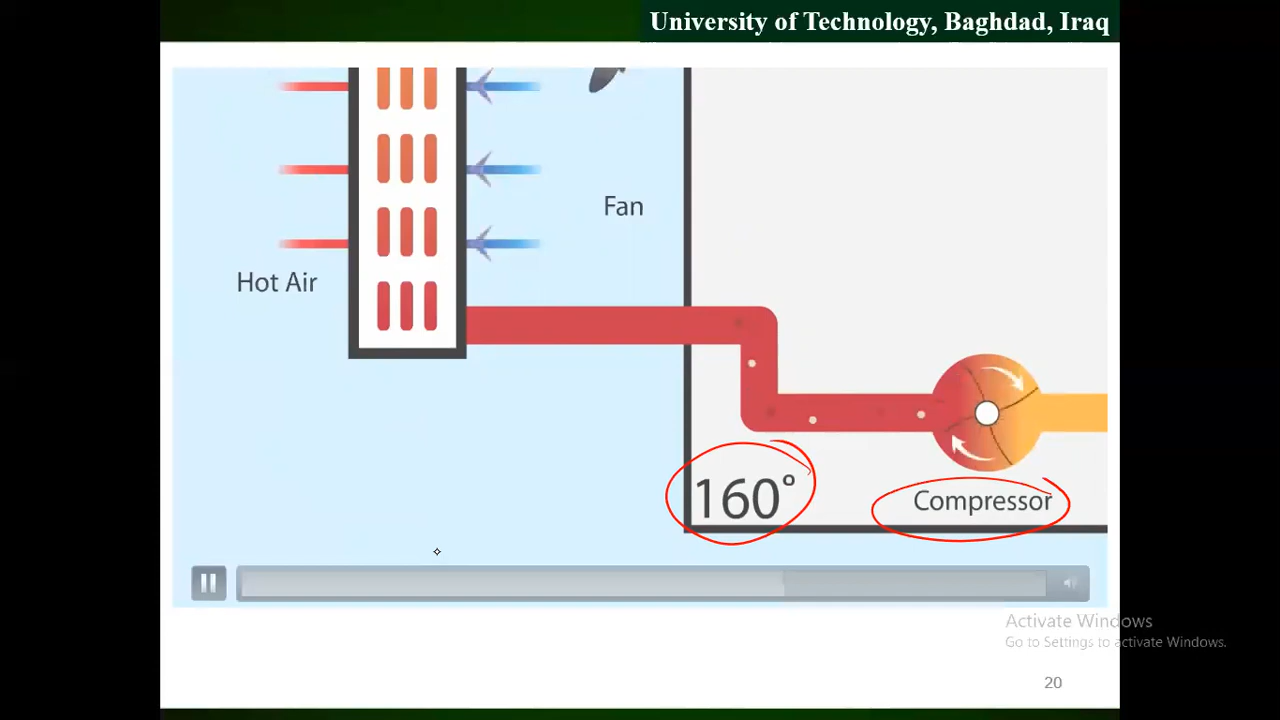 University of Technology, Baghdad, Iraq
Fan
Hot Air
160°
Compressor
Activate Windows
Go to Settings to activate Windows.
20